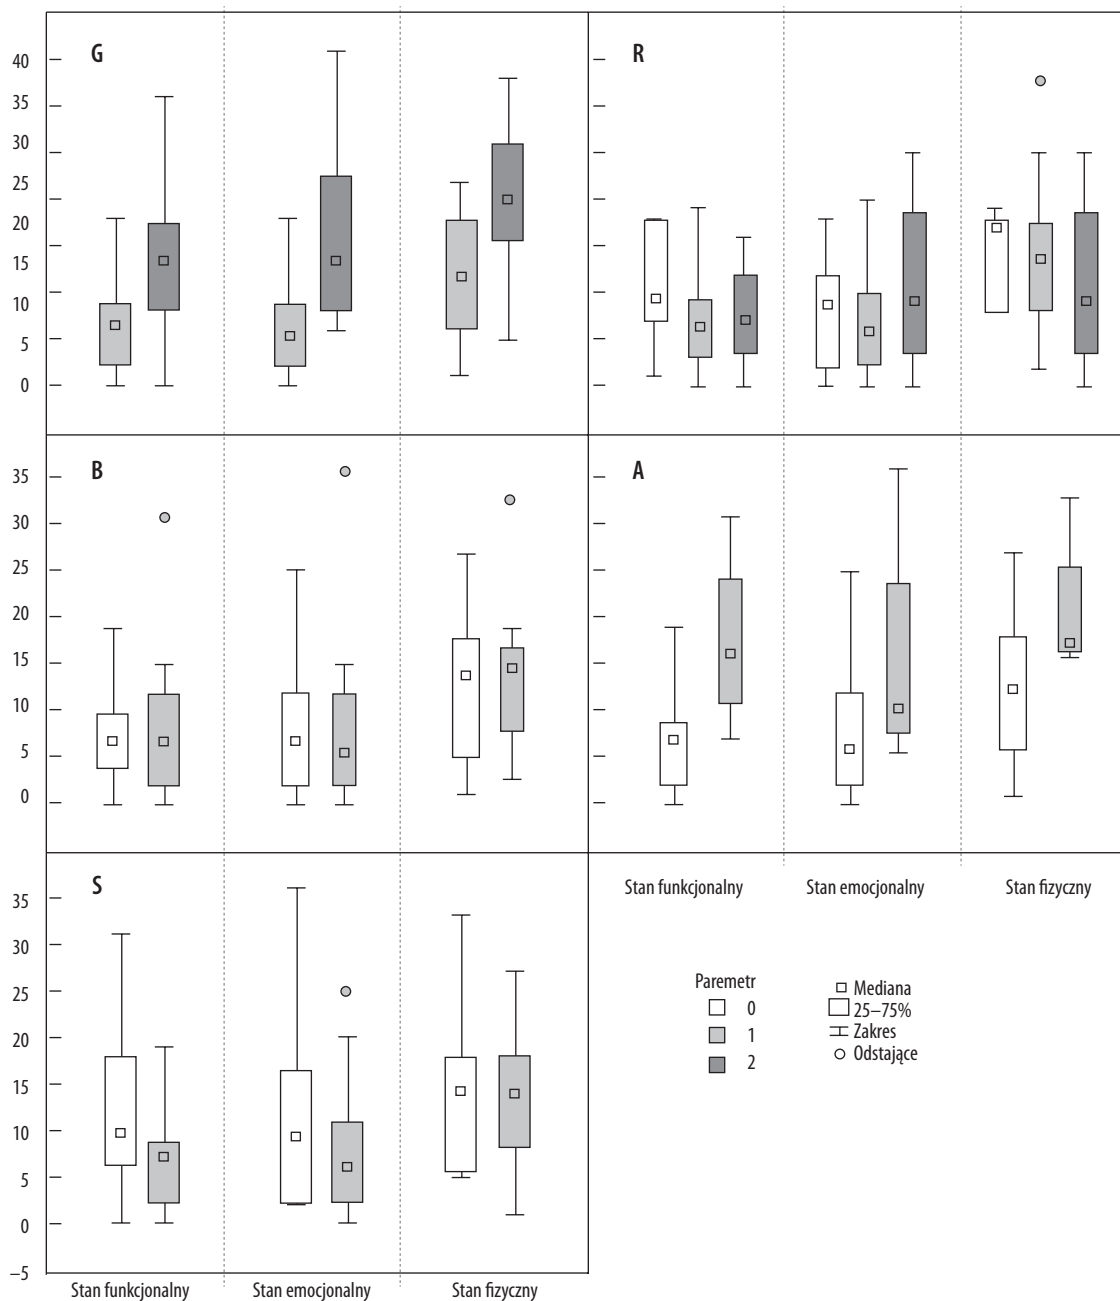 G
R
40
35
30
25
20
15
10
5
0
B
A
35
30
25
20
15
10
5
0
S
35
30
25
20
15
10
5
0
–5
Stan funkcjonalny
Stan emocjonalny
Stan fizyczny
Stan funkcjonalny
Stan emocjonalny
Stan fizyczny
Paremetr
0
1
2
Mediana
25–75%
Zakres
Odstające